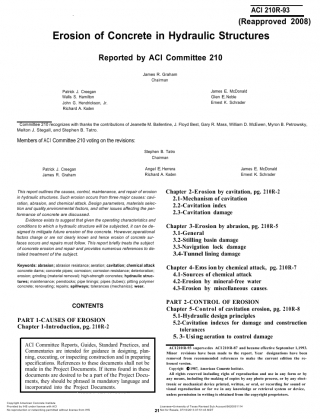 ACI 210R-93
(Reapproved 2008)
Erosion of Concrete in Hydraulic Structures
Reported by ACI Committee 210
James R. Graham
Chairman
Patrick J. Creegan
Wallis S. Hamilton
John G. Hendrickson, Jr.
Richard A. Kaden
James E. McDonald
Glen E. Noble
Ernest K. Schrader
Committee 210 recognizes with thanks the contributions of Jeanette M. Ballentine, J. Floyd Best, Gary R. Mass, William D. McEwen, Myron B. Petrowsky,
Melton J. Stegall, and Stephen B. Tatro.
Members of ACI Committee 210 voting on the revisions:
Stephen B. Tatro
Chairman
Patrick J. Creegan
James R. Graham
Angel E. Herrera
Richard A. Kaden
James E. McDonald
Ernest K. Schrader
This report outlines the causes, control, maintenance, and repair of erosion
in hydraulic structures. Such erosion occurs from three major causes: cavi-
tation, abrasion, and chemical attack. Design parameters, materials selec-
tion and quality, environmental factors, and other issues affecting the per-
formance of concrete are discussed.
Evidence exists to suggest that given the operating characteristics and
conditions to which a hydraulic structure will be subjected, it can be de-
signed to mitigate future erosion of the concrete. However, operational
factors change or are not clearly known and hence erosion of concrete sur-
faces occurs and repairs must follow. This report briefly treats the subject
of concrete erosion and repair and provides numerous references to de-
tailed treatment of the subject.
Keywords: abrasion; abrasion resistance; aeration; cavitation; chemical attack
concrete dams; concrete pipes; corrosion; corrosion resistance; deterioration;
erosion; grinding (material removal); high-strength concretes; hydraulic struc-
tures; maintenance; penstocks; pipe linings; pipes (tubes); pitting; polymer
concrete; renovating; repairs; spillways; tolerances (mechanics); wear.
CONTENTS
PART 1-CAUSES OF EROSION
Chapter 1-Introduction, pg. 210R-2
ACI Committee Reports, Guides, Standard Practices, and
Commentaries are intended for guidance in designing, plan-
ning, executing, or inspecting construction and in preparing
specifications. Reference to these documents shall not be
made in the Project Documents. If items found in these
documents are desired to be a part of the Project Docu-
ments, they should be phrased in mandatory language and
incorporated into the Project Documents.
Chapter 2-Erosion by cavitation, pg. 210R-2
2.1-Mechanism of cavitation
2.2-Cavitation index
2.3-Cavitation damage
Chapter 3-Erosion by abrasion, pg. 210R-5
3.1-General
3.2-Stilling basin damage
3.3-Navigation lock damage
3.4-Tunnel lining damage
Chapter 4-Erosion by chemical attack, pg. 210R-7
4.1-Sources of chemical attack
4.2-Erosion by mineral-free water
4.3-Erosion by miscellaneous causes
PART 2-CONTROL OF EROSION
Chapter 5-Control of cavitation erosion, pg. 210R-8
5.1-Hydraulic design principles
5.2-Cavitation indexes for damage and construction
tolerances
5.3-Using aeration to control damage
ACI 210R-93 supersedes ACI 210R-87 and became effective September 1, 1993.
Minor revisions have been made to the report. Year designations have been
removed from recommended references to make the current edition the re-
ferenced version.
Copyright © 1987, American Concrete Institute.
All rights reserved including rights of reproduction and use in any form or by
any means, including the making of copies by any photo process, or by any elec-
tronic or mechanical device printed, written, or oral, or recording for sound or
visual reproduction or for use in any knowledge or retrieval system or device,
unless permission in writing is obtained from the copyright proprietors.